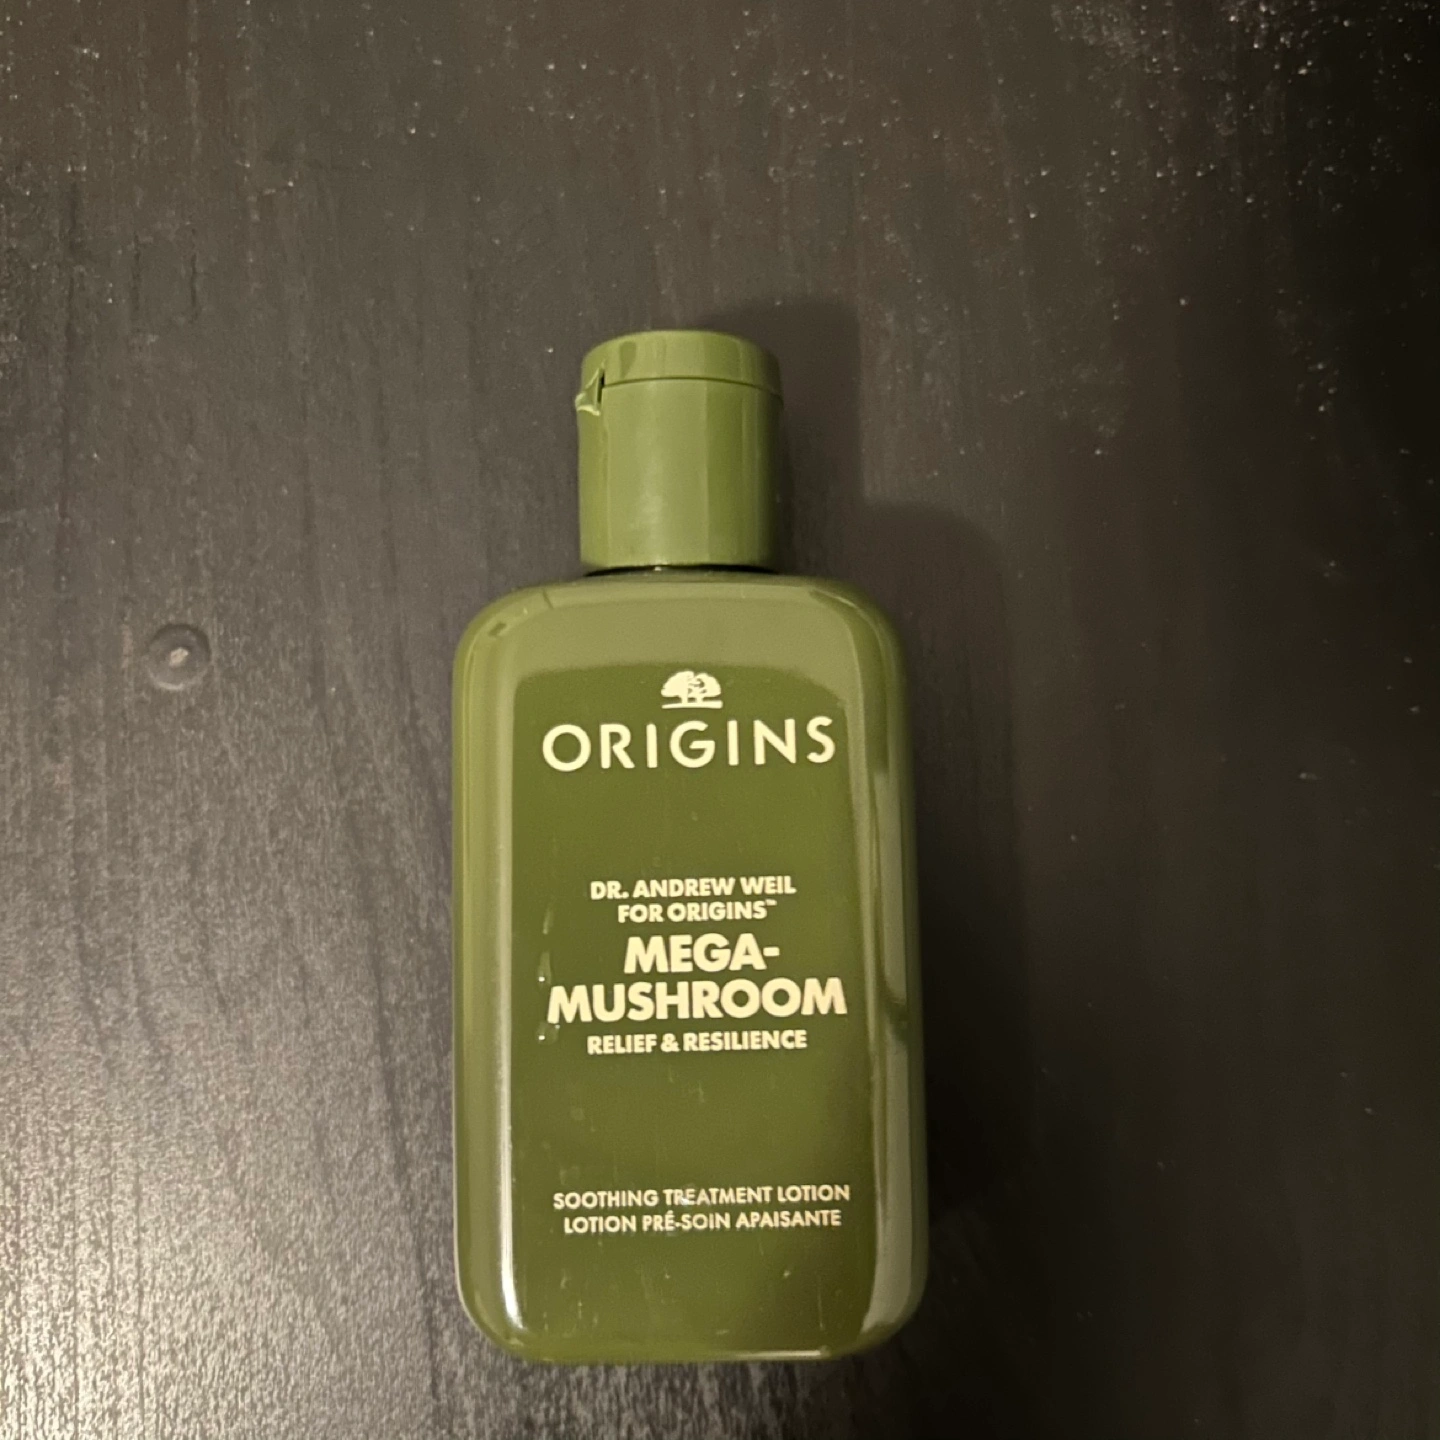 ORIGINS
DR. ANDREW WEIL
FOR ORIGINS™
MEGA-
MUSHROOM
RELIEF & RESILIENCE
SOOTHING TREATMENT LOTION
LOTION PRÉ-SOIN APAISANTE